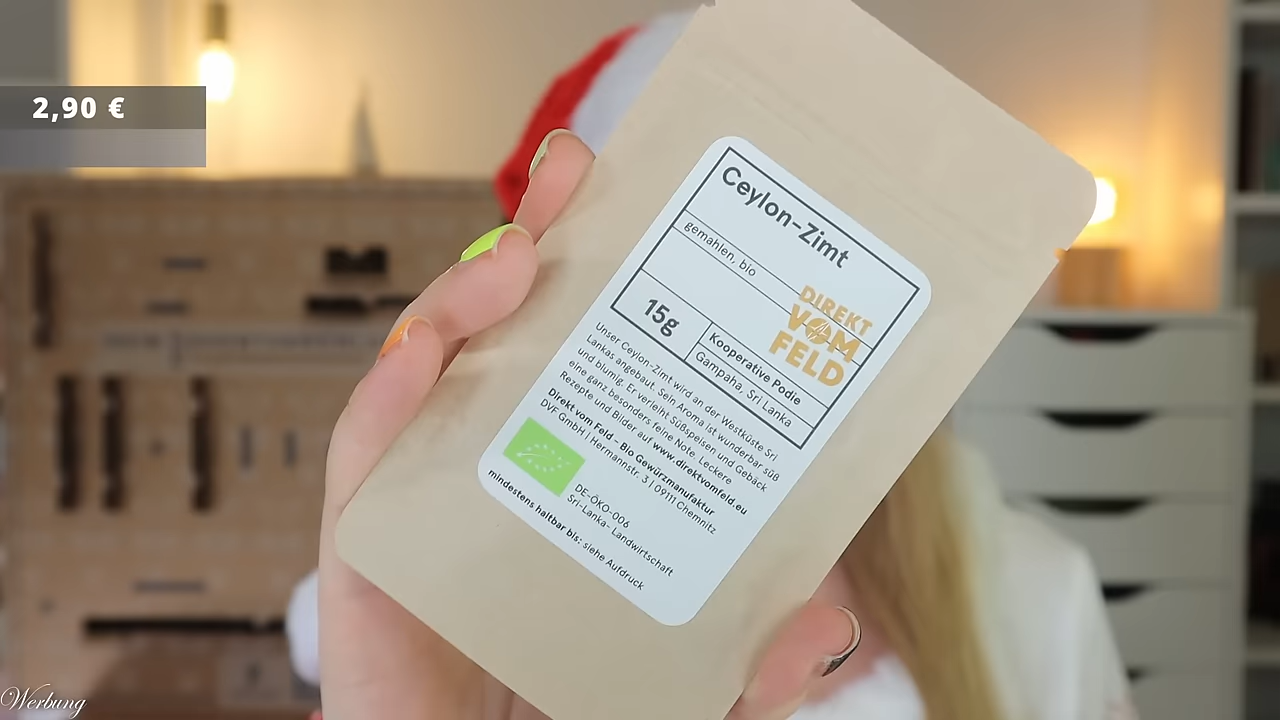 2,90 €
Ceylon-Zimt
gemahlen, bio
DIREKT
VOM
FELD
15g
Kooperative Podie
Gampaha, Sri Lanka
Unser Ceylon-Zimt wird an der Westküste Sri
Lankas angebaut. Sein Aroma ist wunderbar süß
und blumig. Er verleiht Süßspeisen und Gebäck
eine ganz besonders feine Note. Leckere
Rezepte und Bilder auf www.direktvomfeld.eu
Direkt vom Feld - Bio Gewürzmanufaktur
DVF GmbH | Hermannstr. 3 | 09111 Chemnitz
DE-ÖKO-006
Sri-Lanka- Landwirtschaft
mindestens haltbar bis: siehe Aufdruck
Werbung